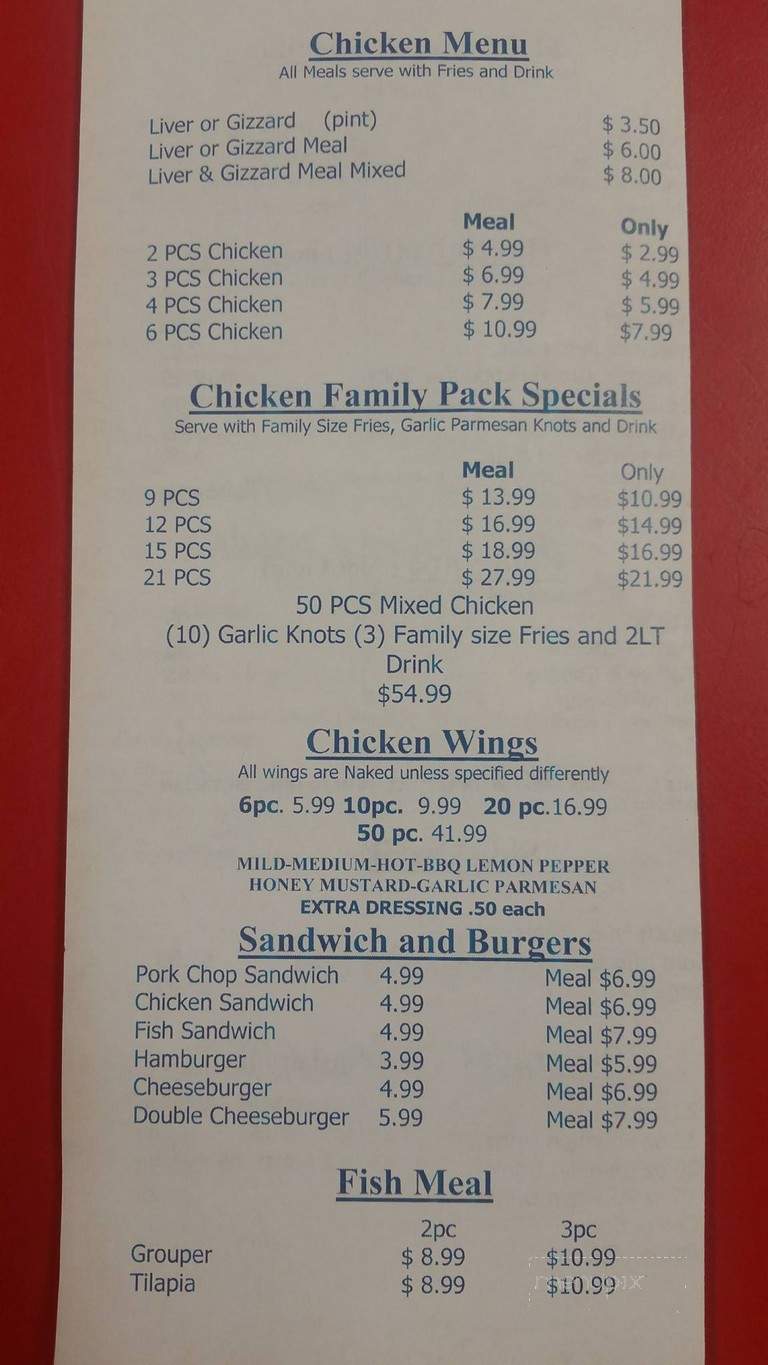 Chicken Menu
All Meals serve with Fries and Drink
Liver or Gizzard (pint) $ 3.50
Liver or Gizzard Meal $ 6.00
Liver & Gizzard Meal Mixed $ 8.00
Meal Only
2 PCS Chicken $ 4.99 $ 2.99
3 PCS Chicken $ 6.99 $ 4.99
4 PCS Chicken $ 7.99 $ 5.99
6 PCS Chicken $ 10.99 $7.99
Chicken Family Pack Specials
Serve with Family Size Fries, Garlic Parmesan Knots and Drink
Meal Only
9 PCS $ 13.99 $10.99
12 PCS $ 16.99 $14.99
15 PCS $ 18.99 $16.99
21 PCS $ 27.99 $21.99
50 PCS Mixed Chicken
(10) Garlic Knots (3) Family size Fries and 2LT
Drink
$54.99
Chicken Wings
All wings are Naked unless specified differently
6pc. 5.99 10pc. 9.99 20 pc.16.99
50 pc. 41.99
MILD-MEDIUM-HOT-BBQ LEMON PEPPER
HONEY MUSTARD-GARLIC PARMESAN
EXTRA DRESSING .50 each
Sandwich and Burgers
Pork Chop Sandwich 4.99 Meal $6.99
Chicken Sandwich 4.99 Meal $6.99
Fish Sandwich 4.99 Meal $7.99
Hamburger 3.99 Meal $5.99
Cheeseburger 4.99 Meal $6.99
Double Cheeseburger 5.99 Meal $7.99
Fish Meal
2pc 3pc
Grouper $ 8.99 $10.99
Tilapia $ 8.99 $10.99